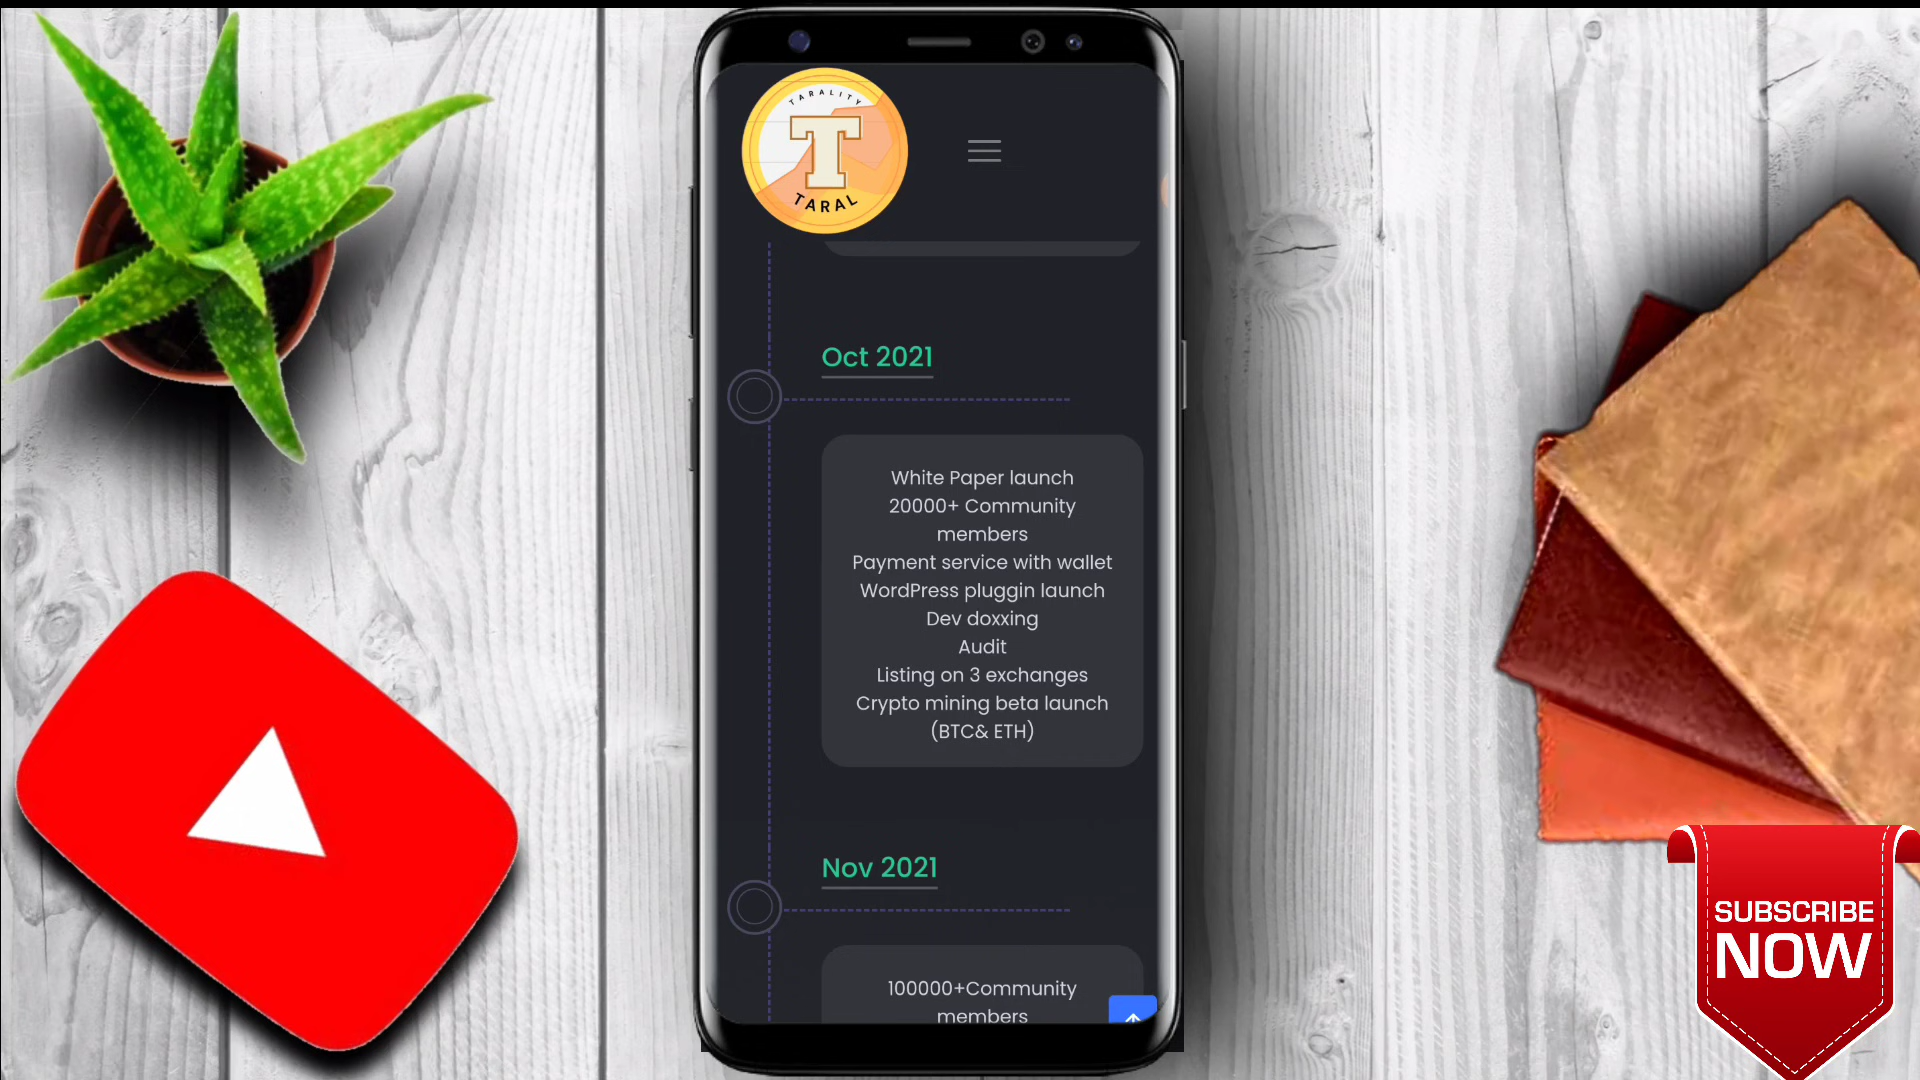 TARALITY
T
TARAL
Oct 2021
White Paper launch
20000+ Community
members
Payment service with wallet
WordPress pluggin launch
Dev doxxing
Audit
Listing on 3 exchanges
Crypto mining beta launch
(BTC& ETH)
Nov 2021
100000+Community
members
SUBSCRIBE
NOW